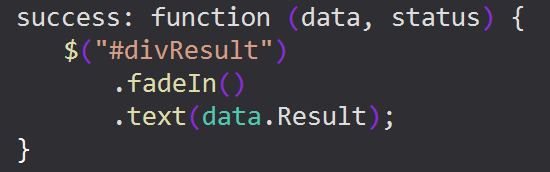 success: function (data, status) {
$("#divResult")
.fadeIn()
.text(data.Result);
}